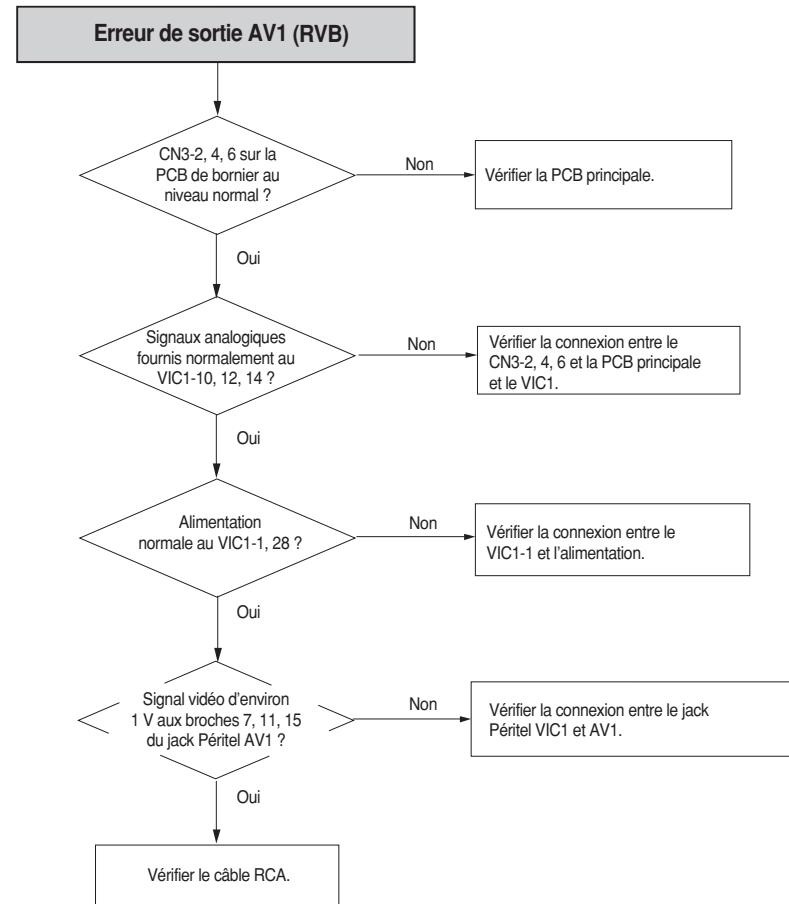 Erreur de sortie AV1 (RVB)
CN3-2, 4, 6 sur la
PCB de bornier au
niveau normal ?
Non
Vérifier la PCB principale.
Oui
Signaux analogiques
fournis normalement au
VIC1-10, 12, 14 ?
Non
Vérifier la connexion entre le
CN3-2, 4, 6 et la PCB principale
et le VIC1.
Oui
Alimentation
normale au VIC1-1, 28 ?
Non
Vérifier la connexion entre le
VIC1-1 et l'alimentation.
Oui
Signal vidéo d'environ
1 V aux broches 7, 11, 15
du jack Péritel AV1 ?
Non
Vérifier la connexion entre le jack
Péritel VIC1 et AV1.
Oui
Vérifier le câble RCA.